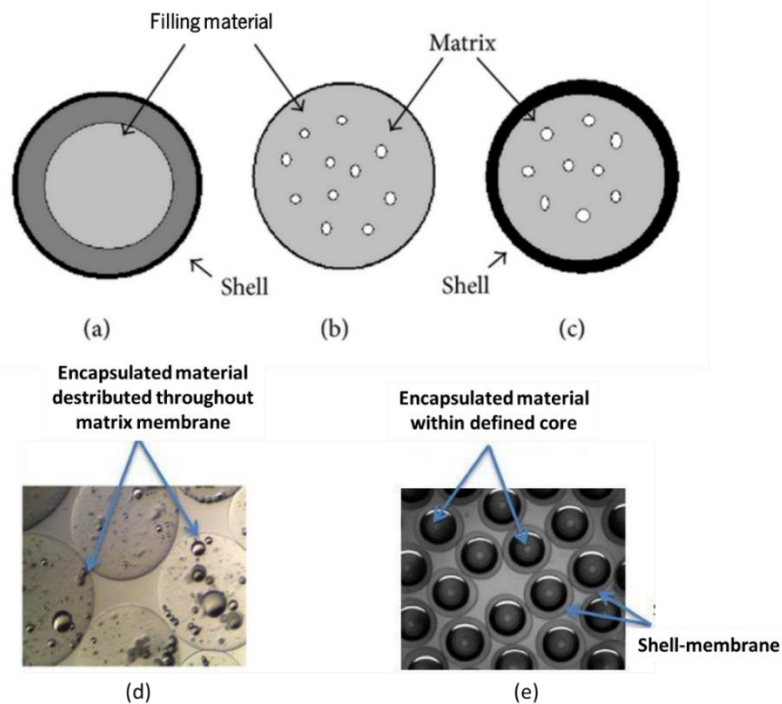 Filling material
Matrix
Shell
Shell
(a)
(b)
(c)
Encapsulated material
destributed throughout
matrix membrane
Encapsulated material
within defined core
Shell-membrane
(d)
(e)